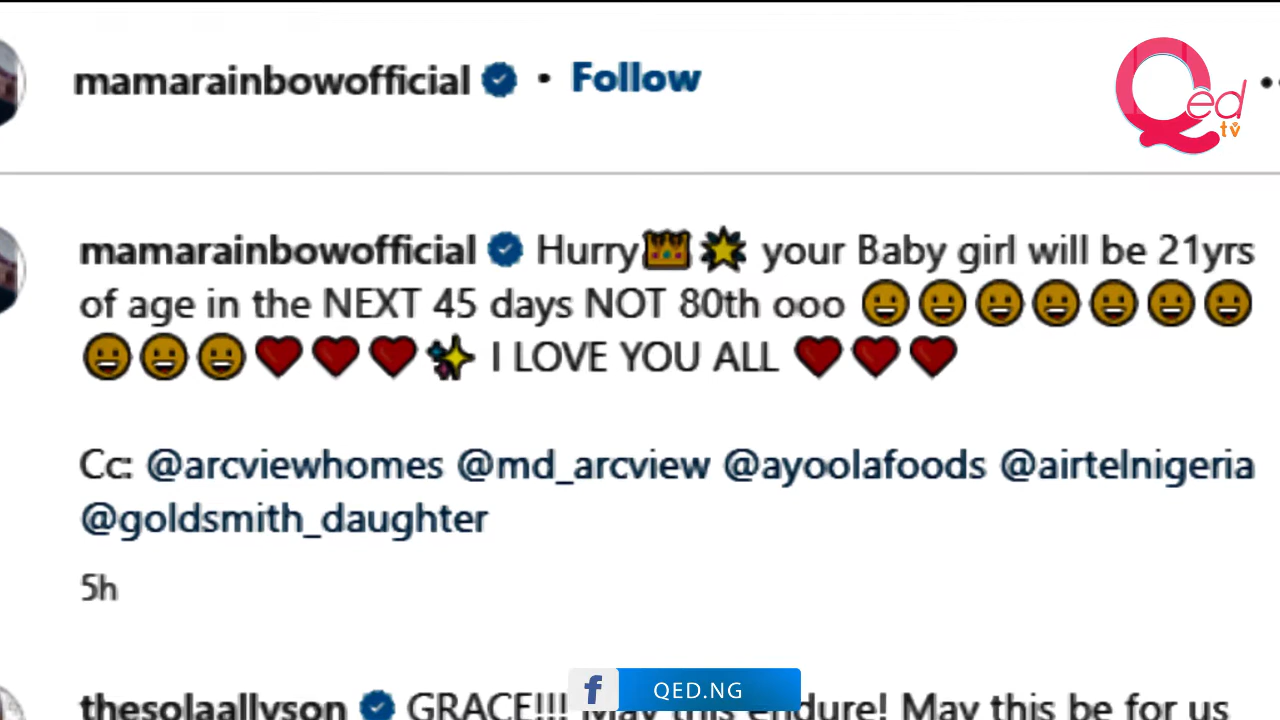 mamarainbowofficial • Follow
Qed
tv
mamarainbowofficial Hurry👑🌟 your Baby girl will be 21yrs
of age in the NEXT 45 days NOT 80th ooo 😀😀😀😀😀😀😀
😀😀😀❤️❤️❤️✨ I LOVE YOU ALL ❤️❤️❤️
Cc: @arcviewhomes @md_arcview @ayoolafoods @airtelnigeria
@goldsmith_daughter
5h
thesolaallyson GRACE!!! May this endure! May this be for us
f QED.NG